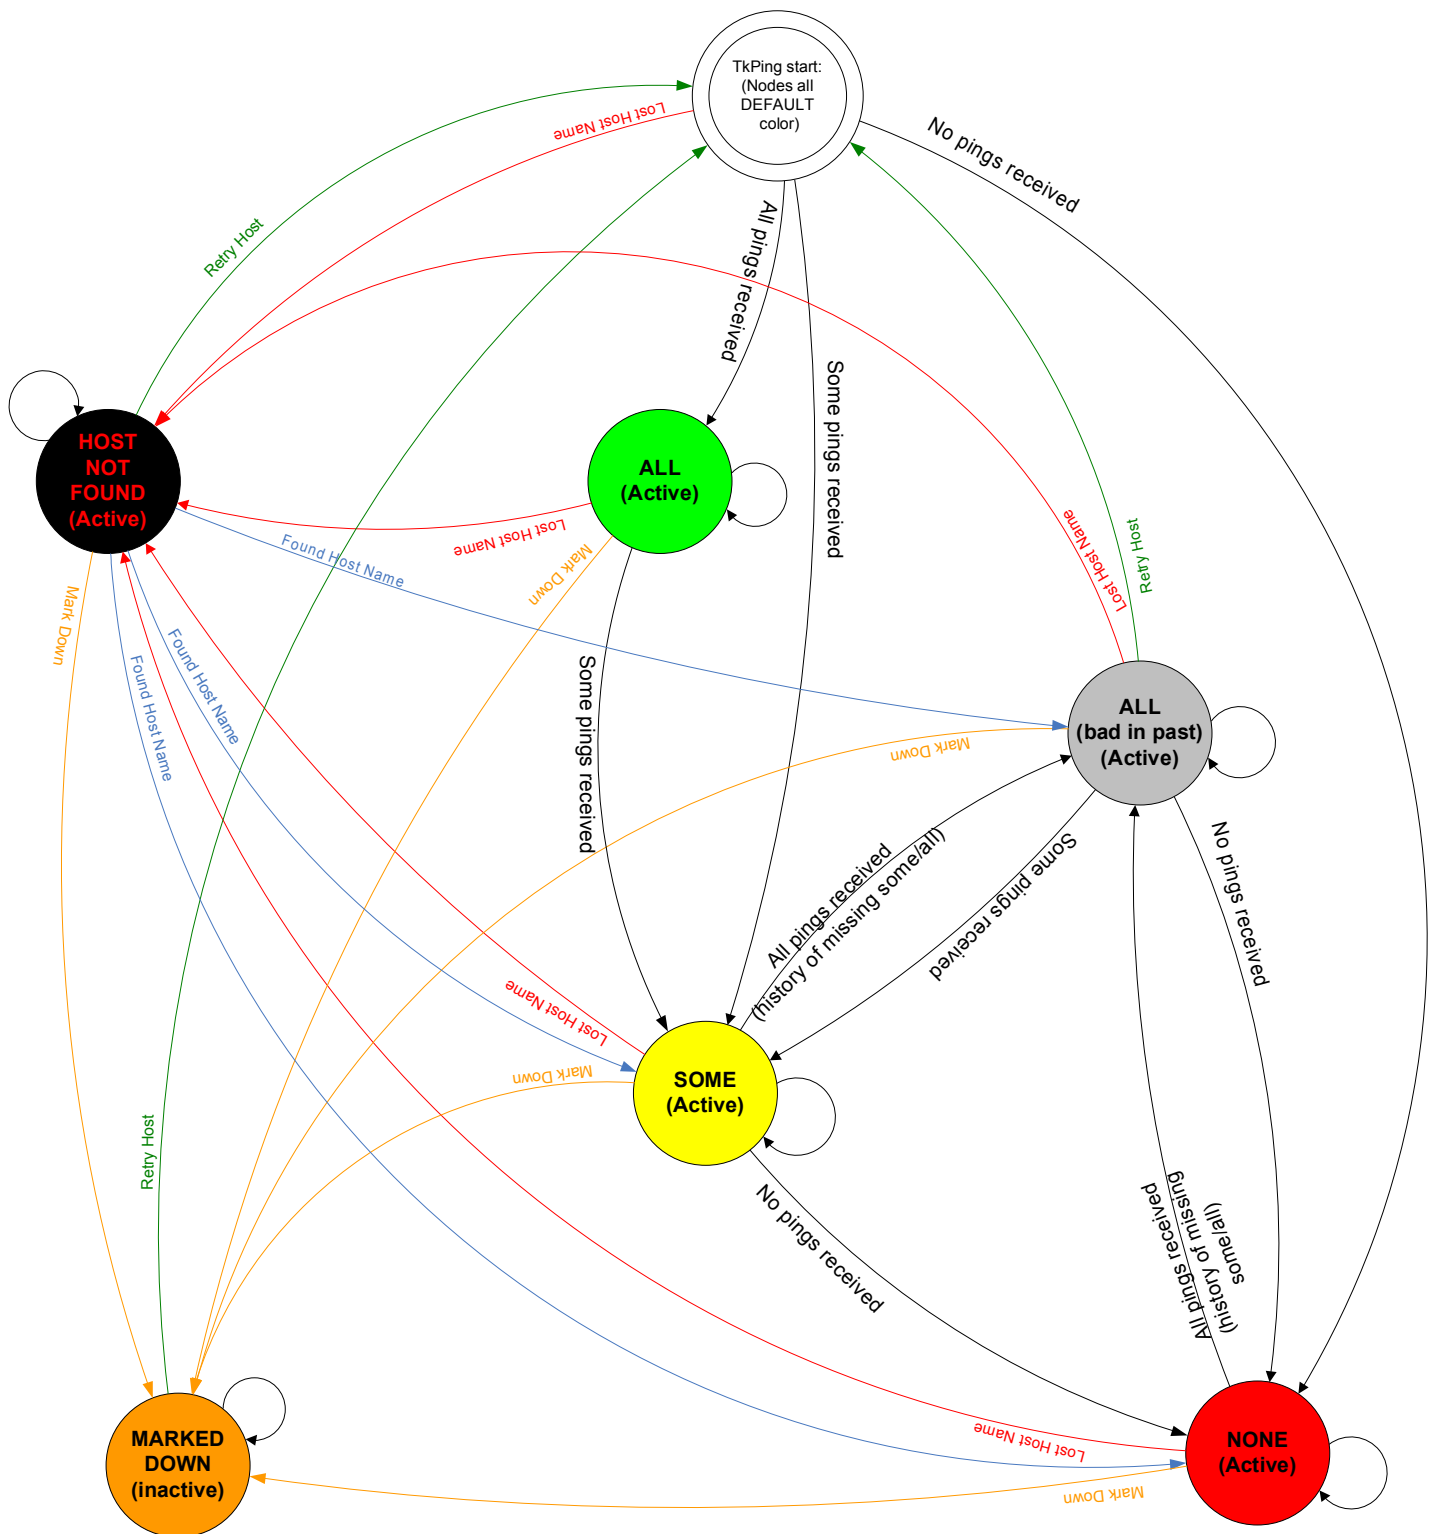 TkPing start:
(Nodes all
DEFAULT
color)
Lost Host Name
No pings received
All pings received
Retry Host
Some pings received
HOST
NOT
FOUND
(Active)
ALL
(Active)
Lost Host Name
Mark Down
Found Host Name
Lost Host Name
Retry Host
Mark Down
Found Host Name
Found Host Name
Some pings received
ALL
(bad in past)
(Active)
Mark Down
All pings received
(history of missing some/all)
Some pings received
No pings received
Lost Host Name
SOME
(Active)
Mark Down
Retry Host
No pings received
All pings received
(history of missing
some/all)
MARKED
DOWN
(inactive)
Lost Host Name
NONE
(Active)
Mark Down